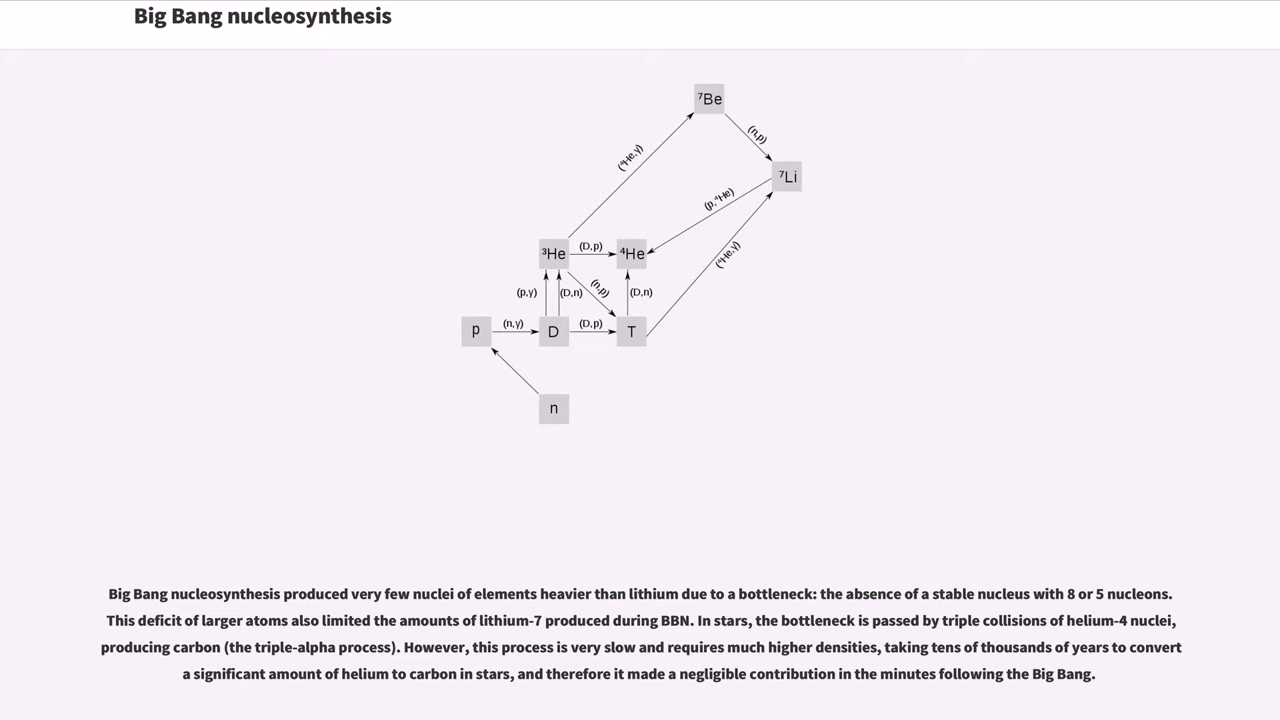 Big Bang nucleosynthesis
⁷Be
(n,p)
(⁴He,γ)
⁷Li
(p,⁴He)
³He
(D,p)
⁴He
(⁴He,γ)
(p,γ)
(D,n)
(n,p)
(D,n)
p
(n,γ)
D
(D,p)
T
n
Big Bang nucleosynthesis produced very few nuclei of elements heavier than lithium due to a bottleneck: the absence of a stable nucleus with 8 or 5 nucleons.
This deficit of larger atoms also limited the amounts of lithium-7 produced during BBN. In stars, the bottleneck is passed by triple collisions of helium-4 nuclei,
producing carbon (the triple-alpha process). However, this process is very slow and requires much higher densities, taking tens of thousands of years to convert
a significant amount of helium to carbon in stars, and therefore it made a negligible contribution in the minutes following the Big Bang.